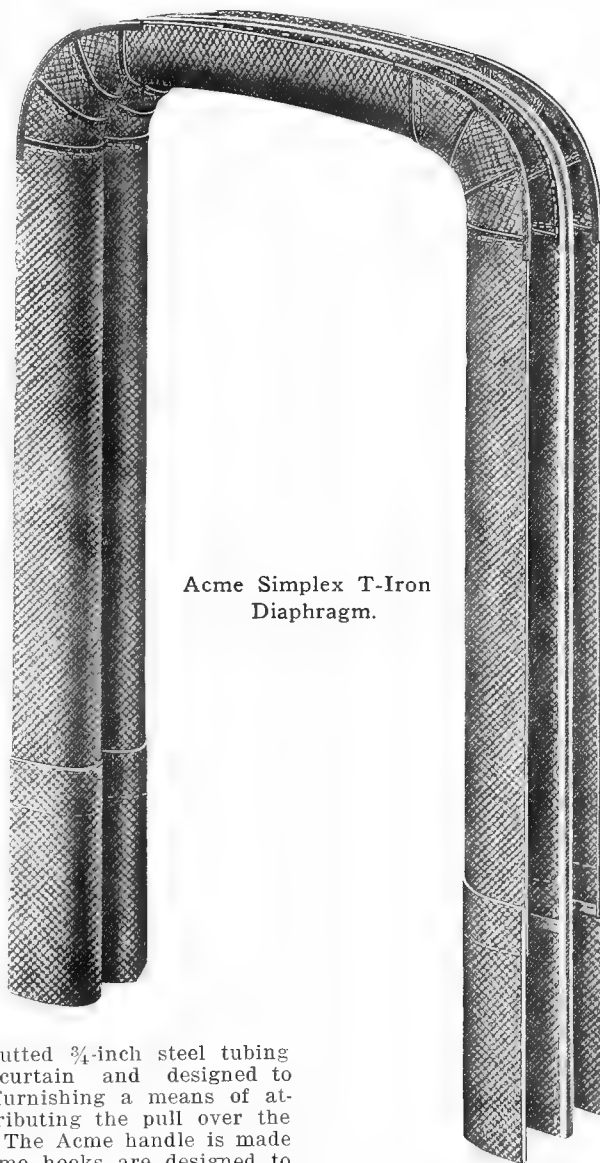 Acme Simplex T-Iron
Diaphragm.
utted ¾-inch steel tubing
curtain and designed to
furnishing a means of at-
ributing the pull over the
The Acme handle is made
me hooks are designed to